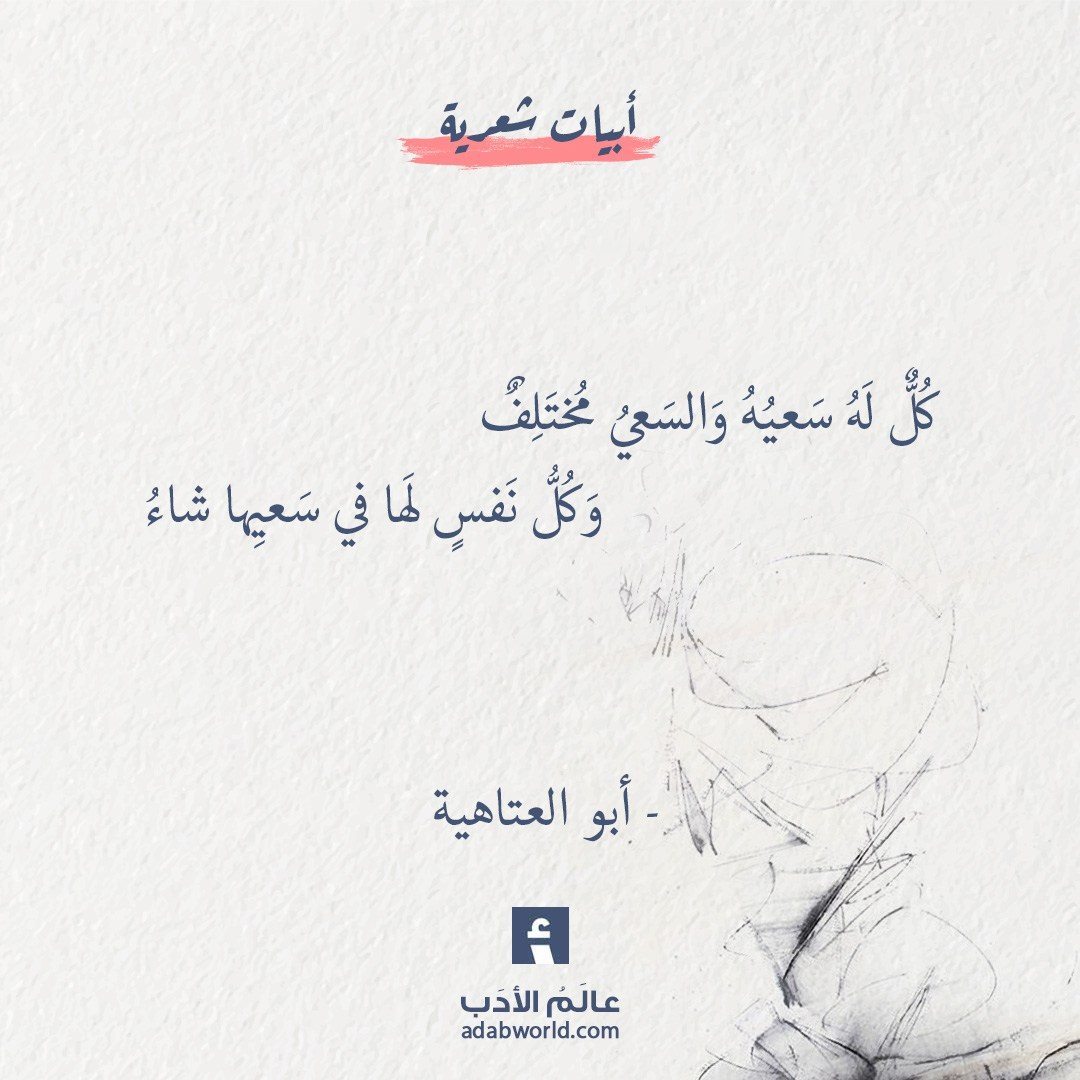 أبيات شعرية
كُلٌّ لَهُ سَعيُهُ وَالسَعيُ مُختَلِفٌ
وَكُلُّ نَفسٍ لَها في سَعيِها شاءُ
- أبو العتاهية
أ
عالَمُ الأدَب
adabworld.com